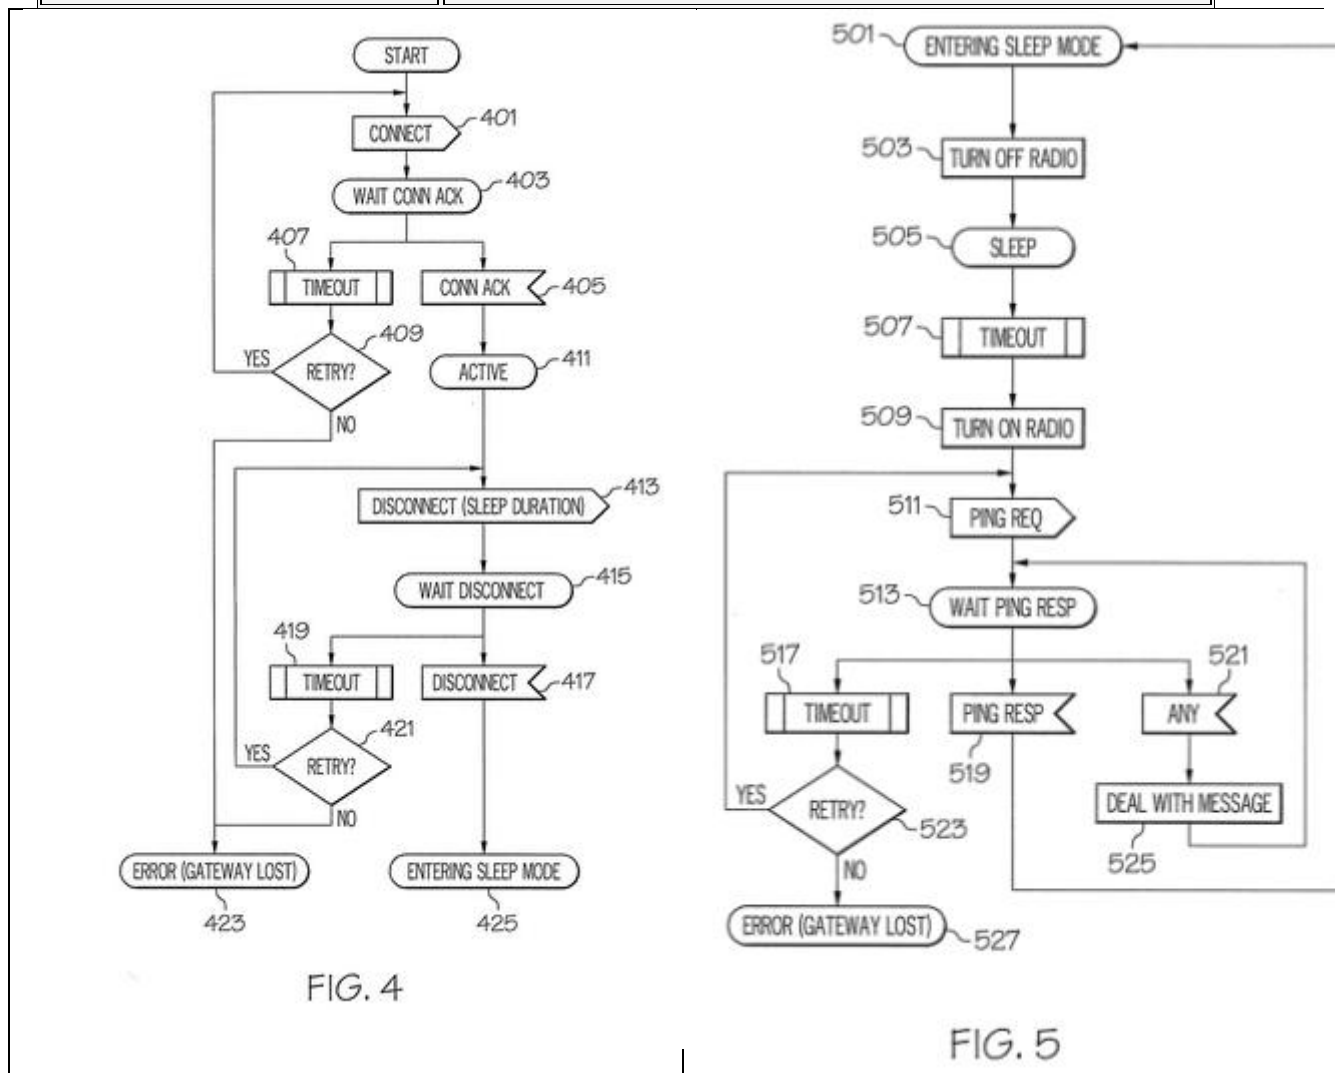 START
CONNECT
401
WAIT CONN ACK
403
407
TIMEOUT
CONN ACK
405
409
YES
RETRY?
ACTIVE
411
NO
DISCONNECT (SLEEP DURATION)
413
WAIT DISCONNECT
415
419
TIMEOUT
DISCONNECT
417
421
YES
RETRY?
NO
ERROR (GATEWAY LOST)
ENTERING SLEEP MODE
423
425
FIG. 4
501
ENTERING SLEEP MODE
503
TURN OFF RADIO
505
SLEEP
507
TIMEOUT
509
TURN ON RADIO
511
PING REQ
513
WAIT PING RESP
517
521
TIMEOUT
PING RESP
ANY
519
YES
RETRY?
523
DEAL WITH MESSAGE
525
NO
ERROR (GATEWAY LOST)
527
FIG. 5